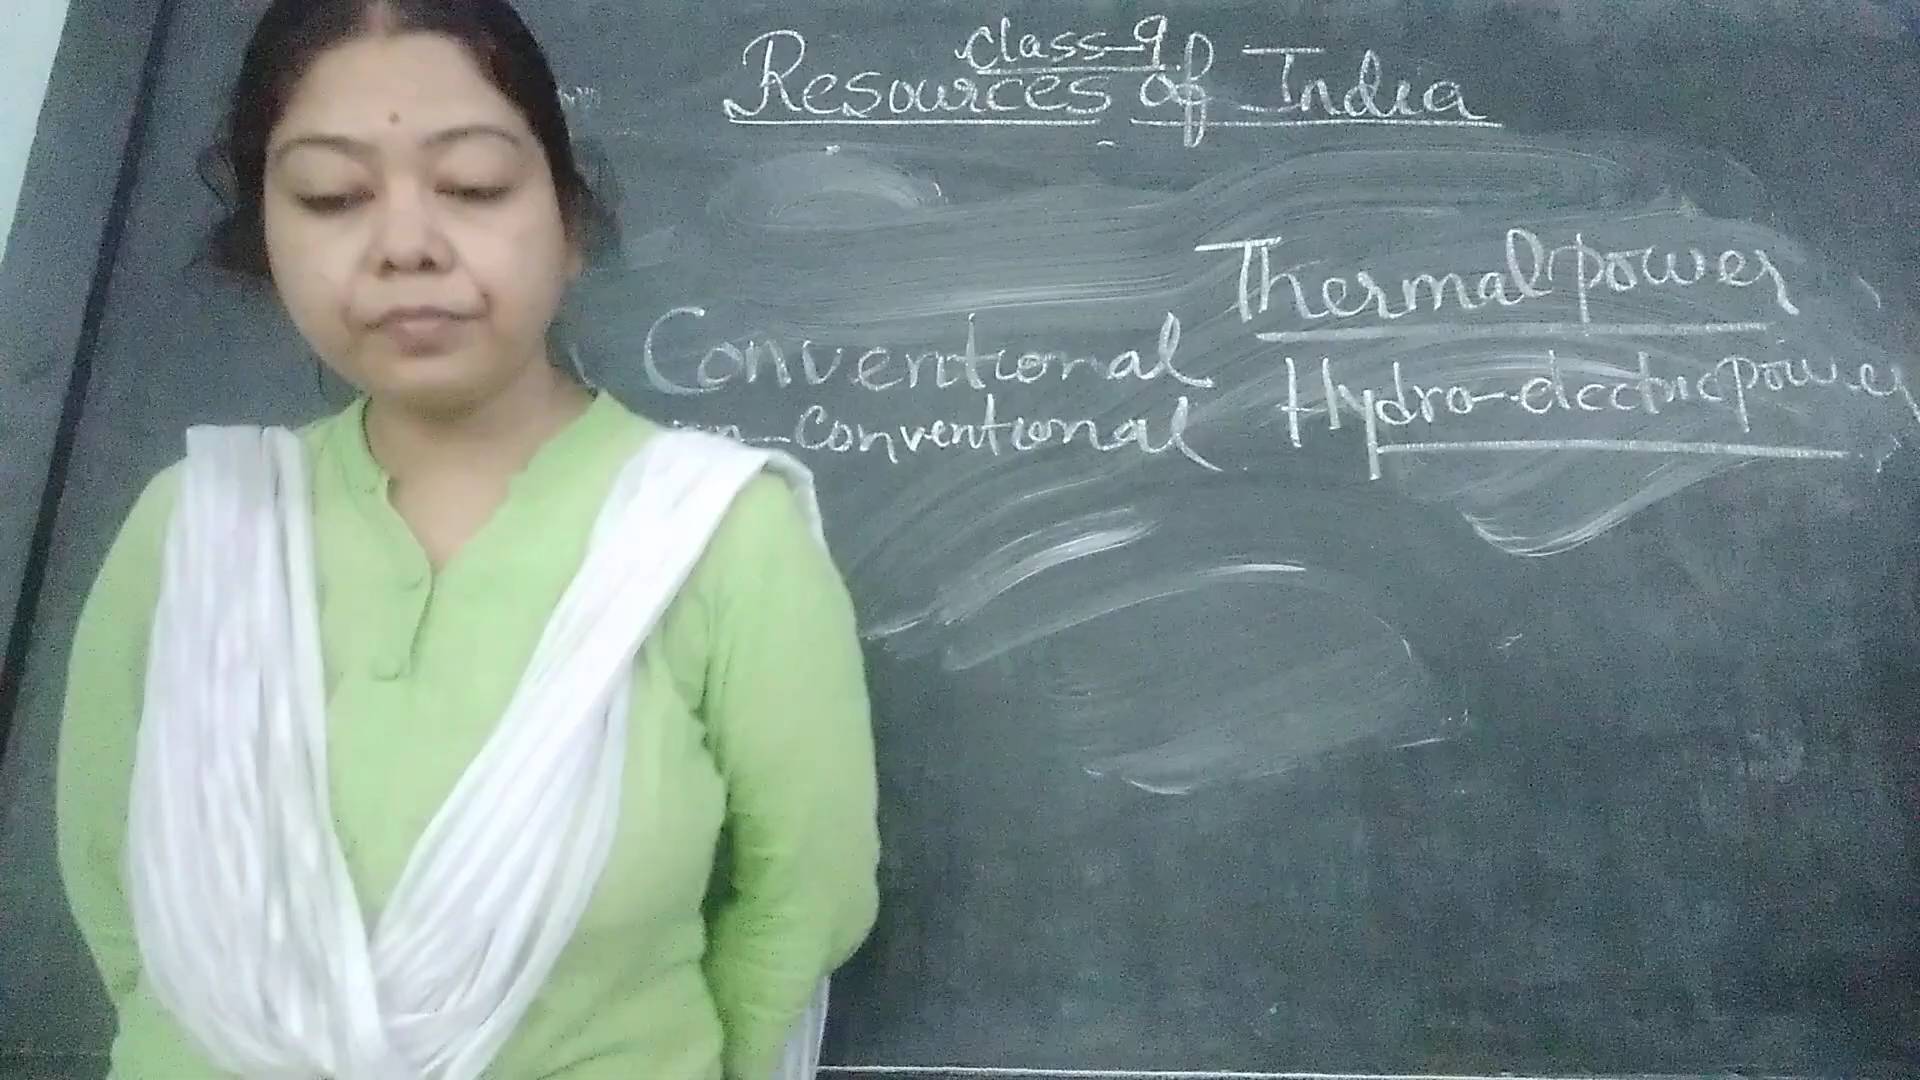 Class-9
Resources of India
Thermal power
Conventional
Hydro-electric power
-Conventional